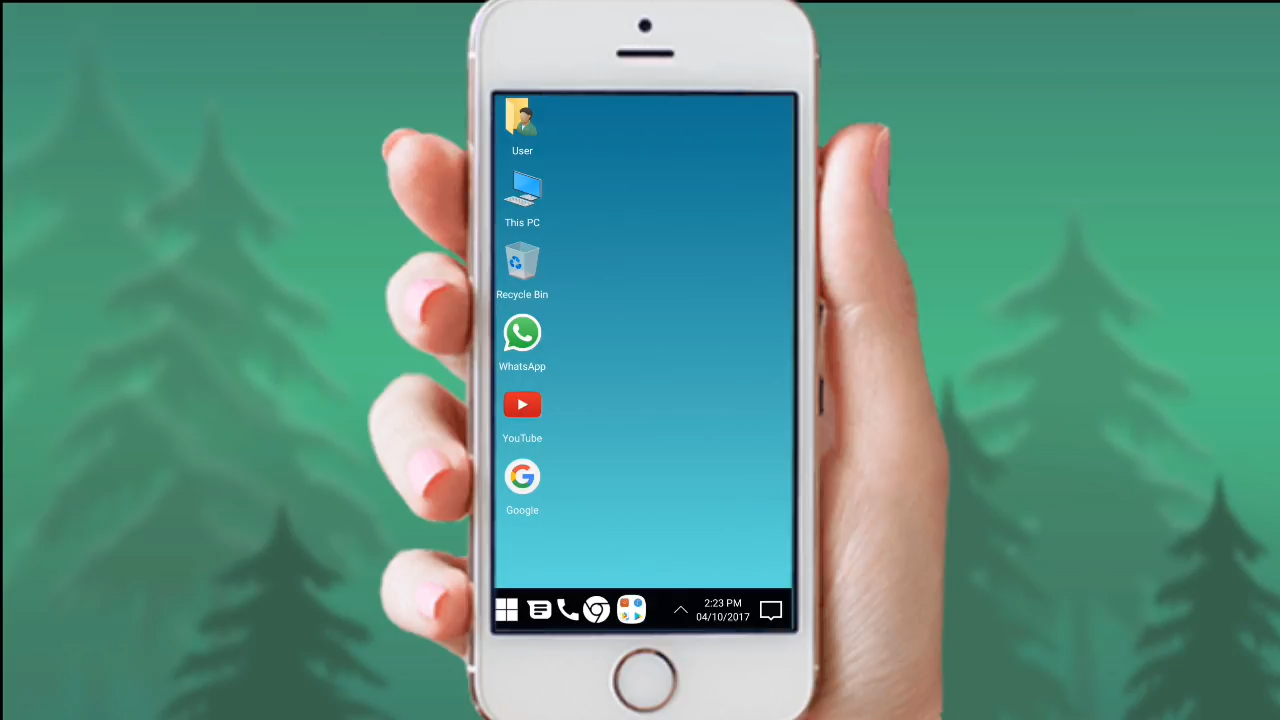 User
This PC
Recycle Bin
WhatsApp
YouTube
Google
2:23 PM
04/10/2017